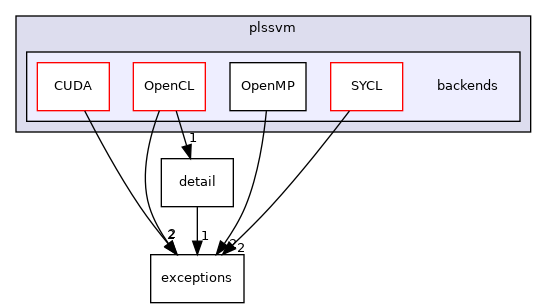 plssvm
CUDA
OpenCL
OpenMP
SYCL
backends
1
detail
2
1
2
2
exceptions